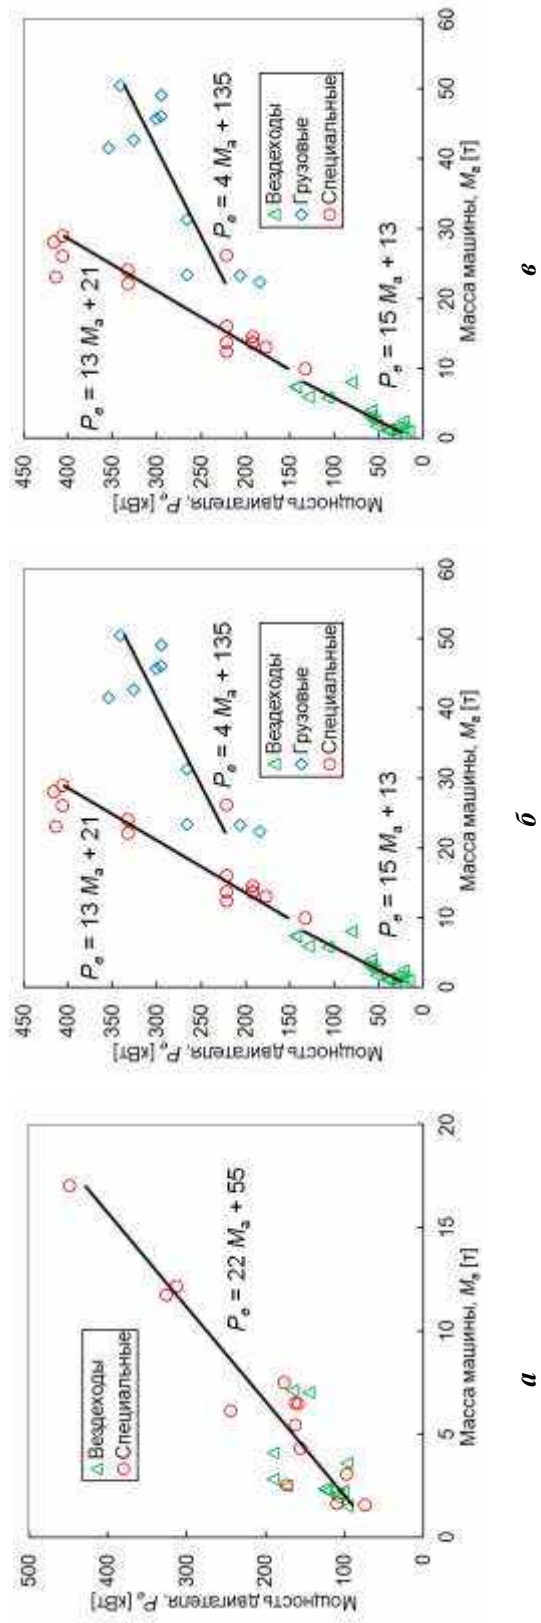 500
400
300
200
100
0
Мощность двигателя, Pe [кВт]
Вездеходы
Специальные
Pe = 22 Ma + 55
0 5 10 15 20
Масса машины, Ma [т]
а
450
400
350
300
250
200
150
100
50
0
Мощность двигателя, Pe [кВт]
Pe = 13 Ma + 21
Pe = 4 Ma + 135
Вездеходы
Грузовые
Специальные
Pe = 15 Ma + 13
0 10 20 30 40 50 60
Масса машины, Ma [т]
б
450
400
350
300
250
200
150
100
50
0
Мощность двигателя, Pe [кВт]
Pe = 13 Ma + 21
Pe = 4 Ma + 135
Вездеходы
Грузовые
Специальные
Pe = 15 Ma + 13
0 10 20 30 40 50 60
Масса машины, Ma [т]
в